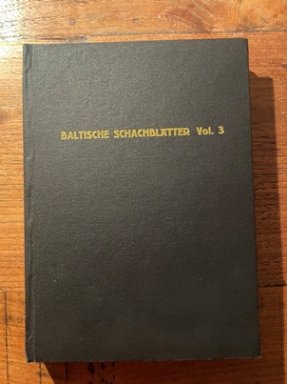 BALTISCHE SCHACHBLÄTTER Vol. 3